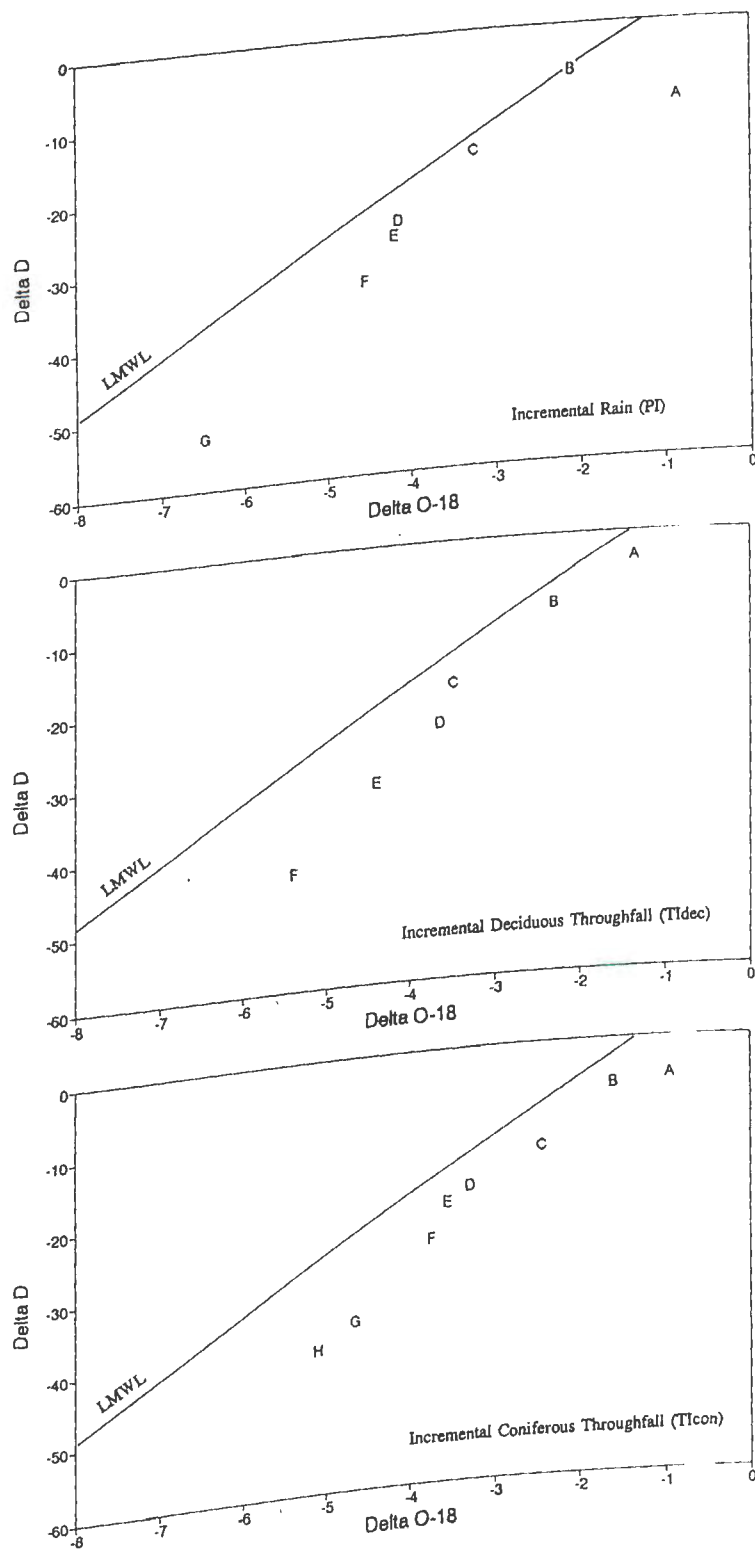 0
-10
-20
-30
-40
-50
-60
Delta D
LMWL
A
B
C
D
E
F
G
Incremental Rain (PI)
-8 -7 -6 -5 -4 -3 -2 -1 0
Delta O-18
0
-10
-20
-30
-40
-50
-60
Delta D
LMWL
A
B
C
D
E
F
Incremental Deciduous Throughfall (TIdec)
-8 -7 -6 -5 -4 -3 -2 -1 0
Delta O-18
0
-10
-20
-30
-40
-50
-60
Delta D
LMWL
A
B
C
D
E
F
G
H
Incremental Coniferous Throughfall (TIcon)
-8 -7 -6 -5 -4 -3 -2 -1 0
Delta O-18